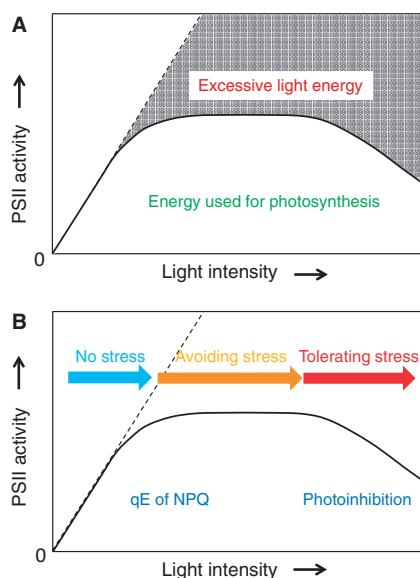 A
Excessive light energy
Energy used for photosynthesis
PSII activity
0
Light intensity
B
No stress
Avoiding stress
Tolerating stress
qE of NPQ
Photoinhibition
PSII activity
0
Light intensity